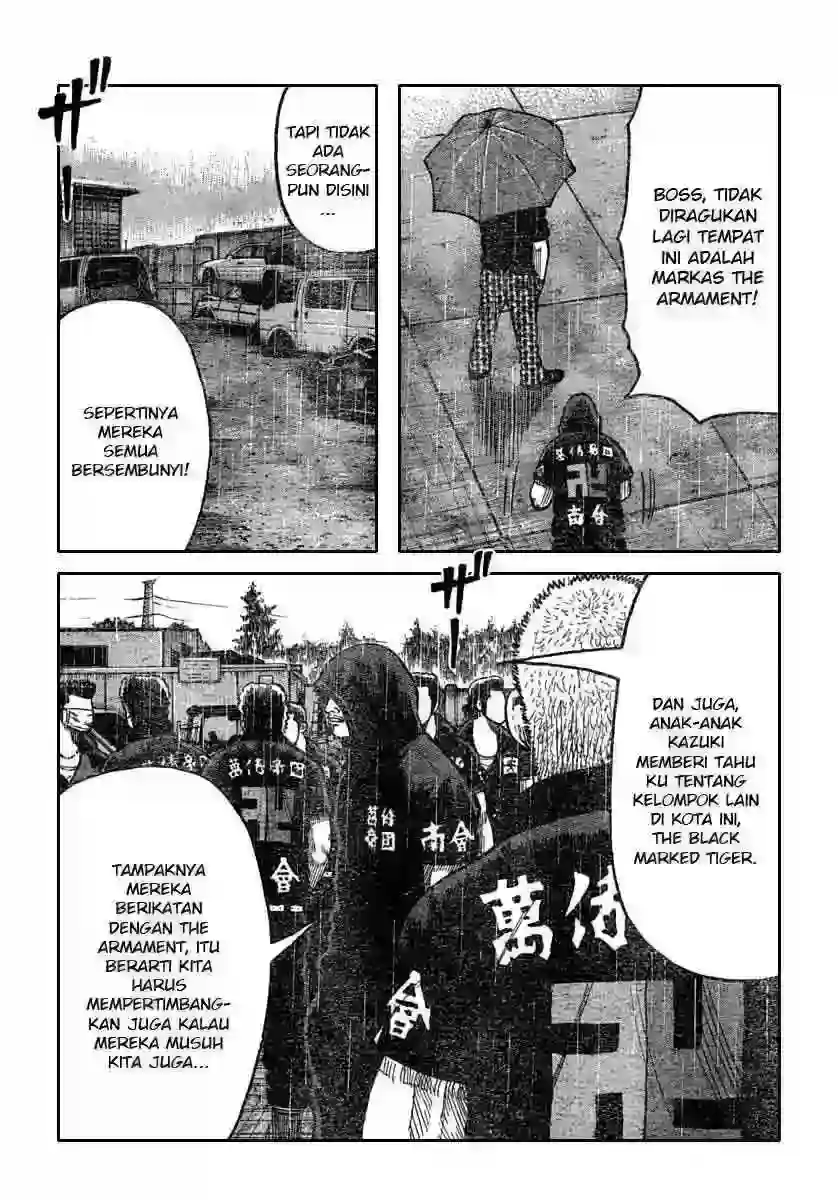 BOSS, TIDAK
DIRAGUKAN
LAGI TEMPAT
INI ADALAH
MARKAS THE
ARMAMENT!
TAPI TIDAK
ADA
SEORANG-
PUN DISINI
...
SEPERTINYA
MEREKA
SEMUA
BERSEMBUNYI!
ザ
!!
DAN JUGA,
ANAK-ANAK
KAZUKI
MEMBERI TAHU
KU TENTANG
KELOMPOK LAIN
DI KOTA INI,
THE BLACK
MARKED TIGER.
ザ
!!
TAMPAKNYA
MEREKA
BERIKATAN
DENGAN THE
ARMAMENT, ITU
BERARTI KITA
HARUS
MEMPERTIMBANG-
KAN JUGA KALAU
MEREKA MUSUH
KITA JUGA...
萬侍
會